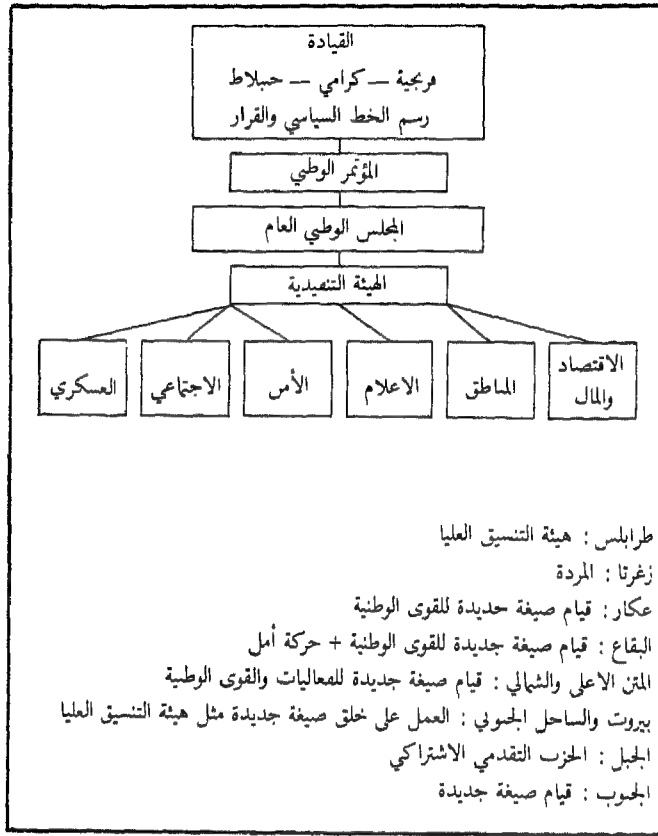 القيادة
فرنجية — كرامي — جنبلاط
رسم الخط السياسي والقرار
المؤتمر الوطني
المجلس الوطني العام
الهيئة التنفيدية
الاقتصاد
والمال
المناطق
الاعلام
الأمن
الاجتماعي
العسكري
طرابلس : هيئة التنسيق العليا
زغرتا : المردة
عكار : قيام صيغة جديدة للقوى الوطنية
البقاع : قيام صيغة جديدة للقوى الوطنية + حركة أمل
المتن الاعلى والشمالي : قيام صيغة جديدة للفعاليات والقوى الوطنية
بيروت والساحل الجنوبي : العمل على خلق صيغة جديدة مثل هيئة التنسيق العليا
الجبل : الحزب التقدمي الاشتراكي
الجنوب : قيام صيغة جديدة